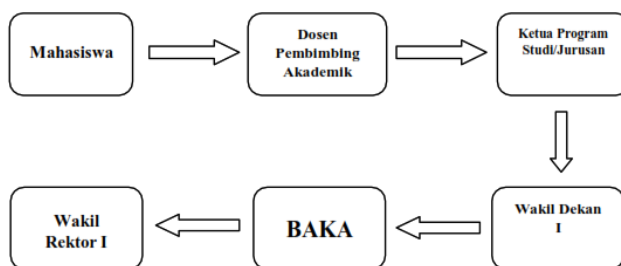 Mahasiswa
Dosen
Pembimbing
Akademik
Ketua Program
Studi/Jurusan
Wakil Dekan
I
BAKA
Wakil
Rektor I